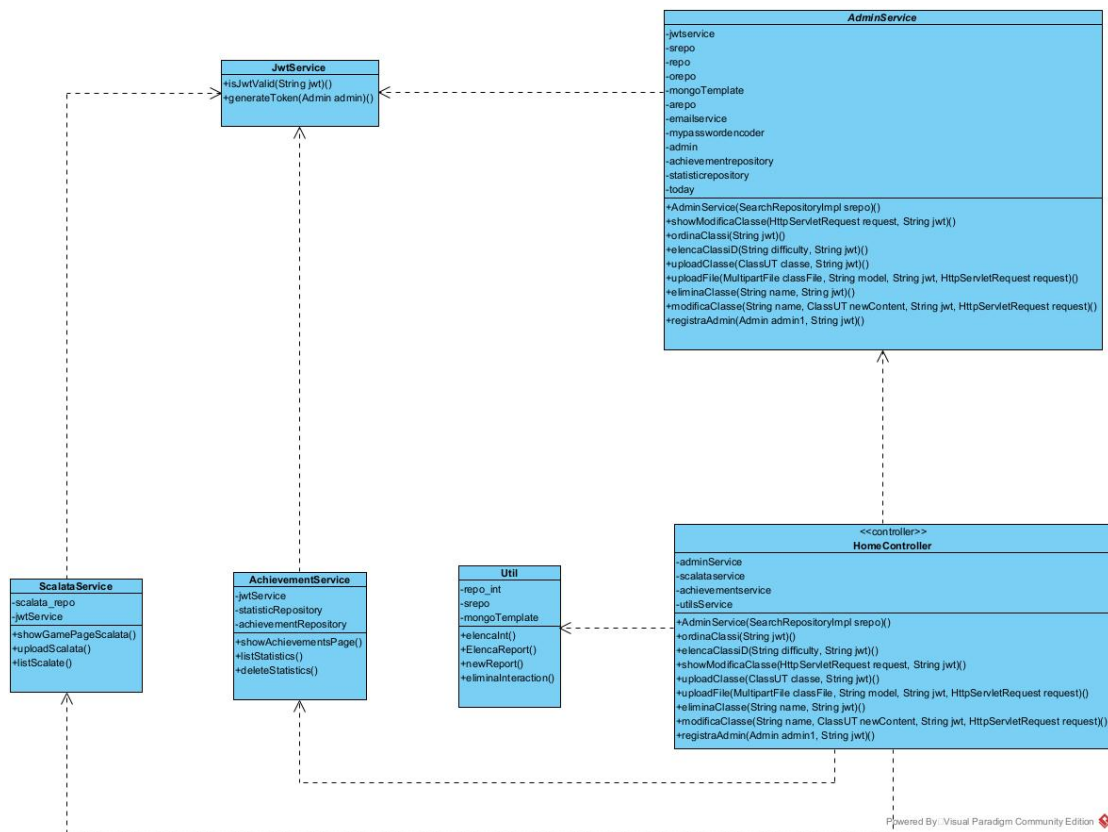 AdminService
-jwtservice
-srepo
-repo
-orepo
-mongoTemplate
-arepo
-emailservice
-mypasswordencoder
-admin
-achievementrepository
-statisticrepository
-today
+AdminService(SearchRepositoryImpl srepo)()
+showModificaClasse(HttpServletRequest request, String jwt)()
+ordinaClassi(String jwt)()
+elencaClassiD(String difficulty, String jwt)()
+uploadClasse(ClassUT classe, String jwt)()
+uploadFile(MultipartFile classFile, String model, String jwt, HttpServletRequest request)()
+eliminaClasse(String name, String jwt)()
+modificaClasse(String name, ClassUT newContent, String jwt, HttpServletRequest request)()
+registraAdmin(Admin admin1, String jwt)()
JwtService
+isJwtValid(String jwt)()
+generateToken(Admin admin)()
ScalataService
-scalata_repo
-jwtService
+showGamePageScalata()
+uploadScalata()
+listScalate()
AchievementService
-jwtService
-statisticRepository
-achievementRepository
+showAchievementsPage()
+listStatistics()
+deleteStatistics()
Util
-repo_int
-srepo
-mongoTemplate
+elencaInt()
+ElencaReport()
+newReport()
+eliminaInteraction()
<<controller>>
HomeController
-adminService
-scalataservice
-achievementservice
-utilsService
+AdminService(SearchRepositoryImpl srepo)()
+ordinaClassi(String jwt)()
+elencaClassiD(String difficulty, String jwt)()
+showModificaClasse(HttpServletRequest request, String jwt)()
+uploadClasse(ClassUT classe, String jwt)()
+uploadFile(MultipartFile classFile, String model, String jwt, HttpServletRequest request)()
+eliminaClasse(String name, String jwt)()
+modificaClasse(String name, ClassUT newContent, String jwt, HttpServletRequest request)()
+registraAdmin(Admin admin1, String jwt)()
Powered By Visual Paradigm Community Edition